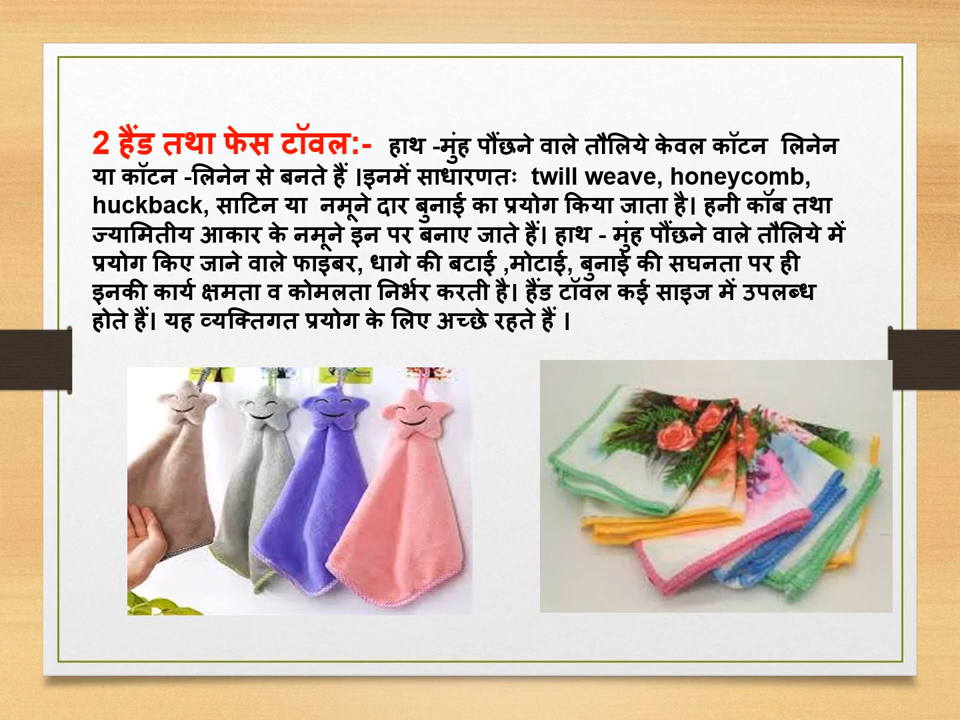 2 हैंड तथा फेस टॉवल:- हाथ -मुंह पौंछने वाले तौलिये केवल कॉटन लिनेन
या कॉटन -लिनेन से बनते हैं ।इनमें साधारणतः twill weave, honeycomb,
huckback, साटिन या नमूने दार बुनाई का प्रयोग किया जाता है। हनी कॉब तथा
ज्यामितीय आकार के नमूने इन पर बनाए जाते हैं। हाथ - मुंह पौंछने वाले तौलिये में
प्रयोग किए जाने वाले फाइबर, धागे की बटाई ,मोटाई, बुनाई की सघनता पर ही
इनकी कार्य क्षमता व कोमलता निर्भर करती है। हैंड टॉवल कई साइज में उपलब्ध
होते हैं। यह व्यक्तिगत प्रयोग के लिए अच्छे रहते हैं ।